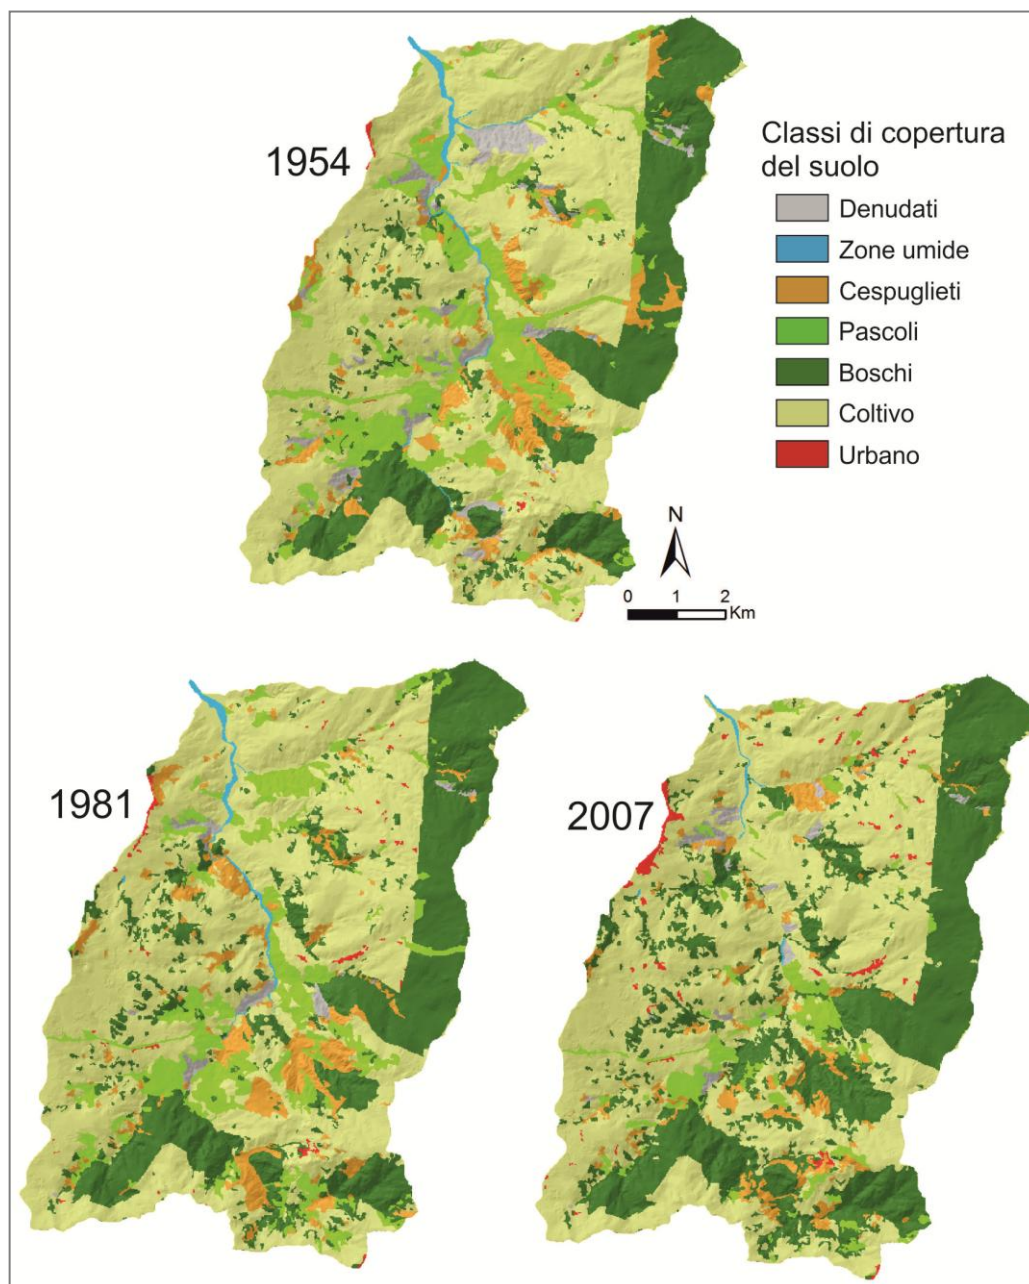 1954
Classi di copertura
del suolo
Denudati
Zone umide
Cespuglieti
Pascoli
Boschi
Coltivo
Urbano
N
0 1 2
Km
1981
2007